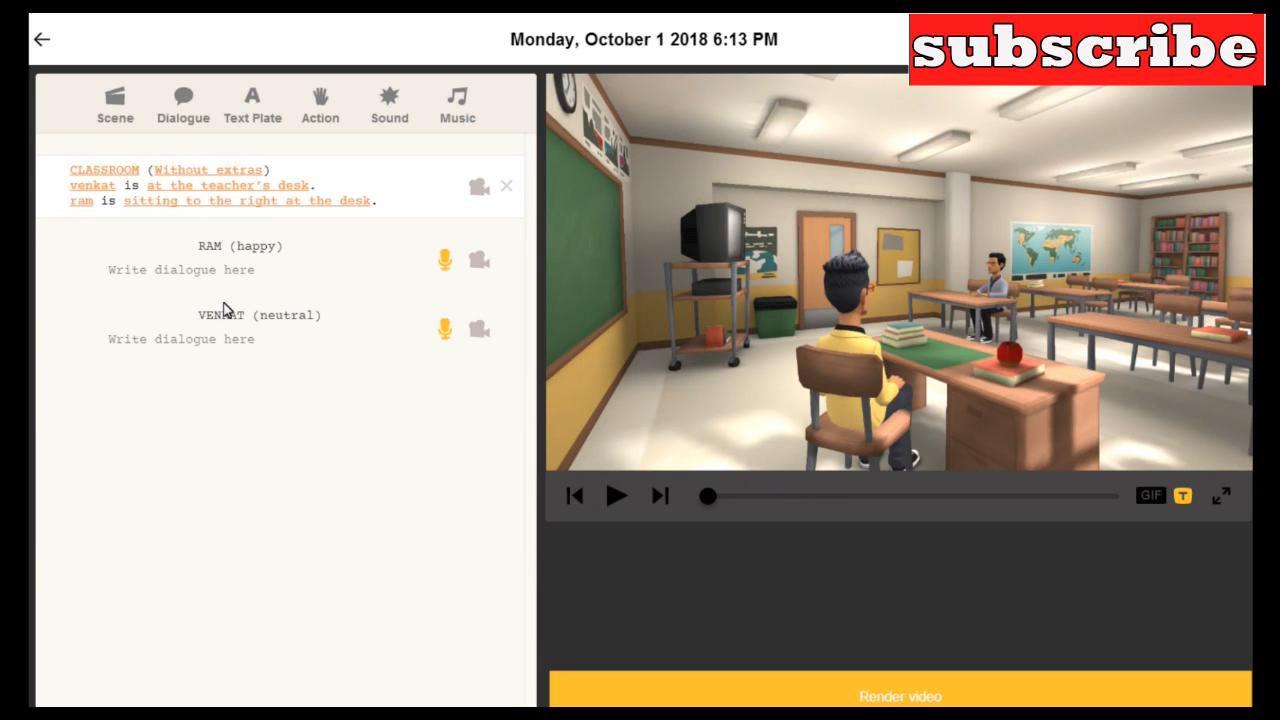 Monday, October 1 2018 6:13 PM
subscribe
Scene
Dialogue
Text Plate
Action
Sound
Music
CLASSROOM (Without extras)
venkat is at the teacher's desk.
ram is sitting to the right at the desk.
RAM (happy)
Write dialogue here
VENKAT (neutral)
Write dialogue here
GIF
T
Render video